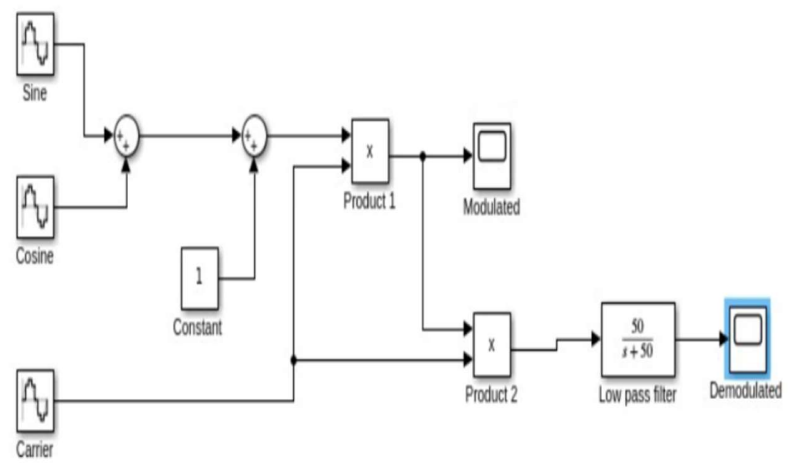 Sine
+
+
+
+
x
Product 1
Modulated
Cosine
1
Constant
x
Product 2
50
s+50
Low pass filter
Demodulated
Carrier